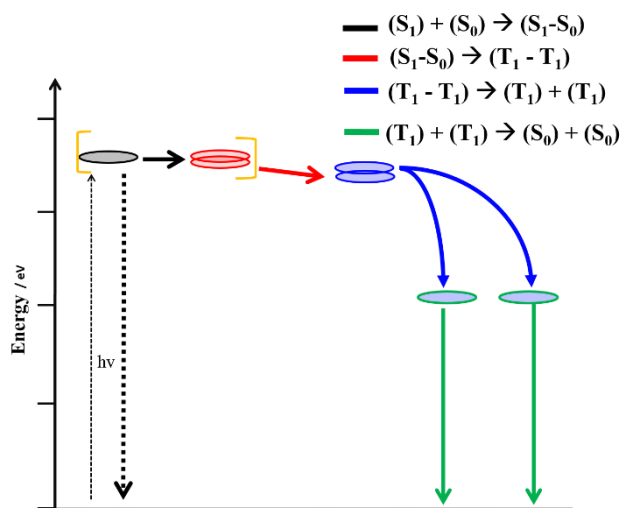 (S₁) + (S₀) → (S₁-S₀)
(S₁-S₀) → (T₁ - T₁)
(T₁ - T₁) → (T₁) + (T₁)
(T₁) + (T₁) → (S₀) + (S₀)
Energy / eV
hv